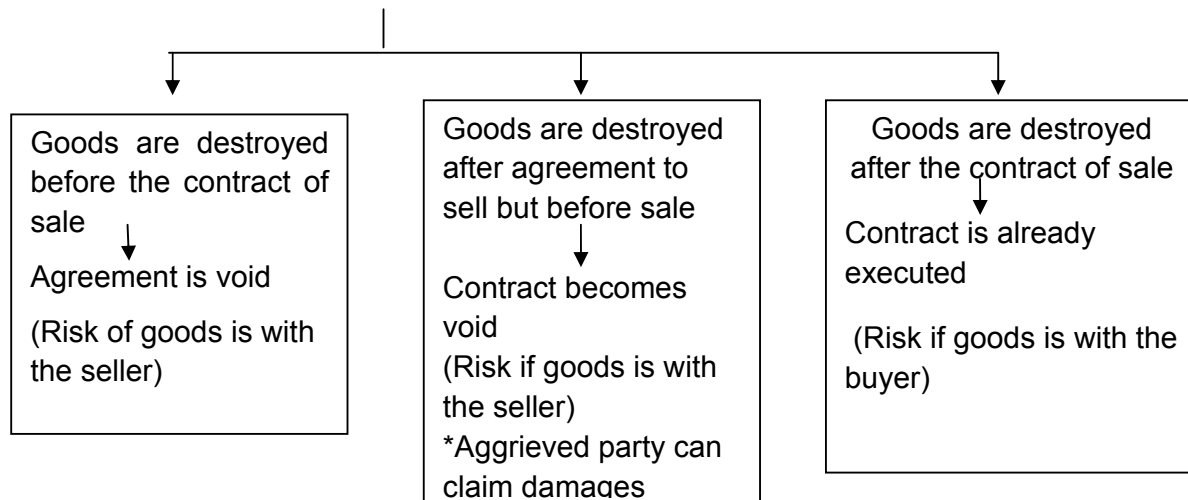 Goods are destroyed
before the contract of
sale
Agreement is void
(Risk of goods is with
the seller)
Goods are destroyed
after agreement to
sell but before sale
Contract becomes
void
(Risk if goods is with
the seller)
*Aggrieved party can
claim damages
Goods are destroyed
after the contract of sale
Contract is already
executed
(Risk if goods is with the
buyer)